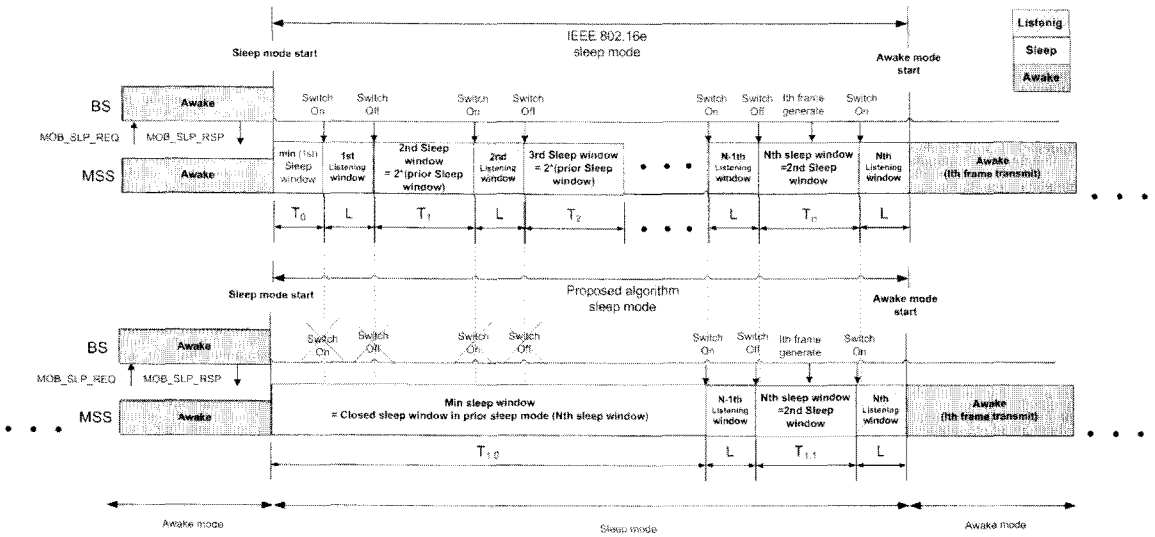 IEEE 802.16e
sleep mode
Listenig
Sleep
Awake
Sleep mode start
Awake mode
start
BS
Awake
Switch
On
Switch
Off
Switch
On
Switch
Off
Switch
On
Switch
Off
Ith frame
generate
Switch
On
MOB_SLP_REQ
MOB_SLP_RSP
MSS
Awake
min (1st)
Sleep
window
1st
Listening
window
2nd Sleep
window
= 2*(prior Sleep
window)
2nd
Listening
window
3rd Sleep window
= 2*(prior Sleep
window)
• • •
N-1th
Listening
window
Nth sleep window
=2nd Sleep
window
Nth
Listening
window
Awake
(Ith frame transmit)
• • •
T0
L
T1
L
T2
• • •
L
Tn
L
Proposed algorithm
sleep mode
Sleep mode start
Awake mode
start
BS
Awake
Switch
On
Switch
Off
Switch
On
Switch
Off
Switch
On
Switch
Off
Ith frame
generate
Switch
On
MOB_SLP_REQ
MOB_SLP_RSP
• • •
MSS
Awake
Min sleep window
= Closed sleep window in prior sleep mode (Nth sleep window)
N-1th
Listening
window
Nth sleep window
=2nd Sleep
window
Nth
Listening
window
Awake
(Ith frame transmit)
• • •
T1,0
L
T1,1
L
Awake mode
Sleep mode
Awake mode